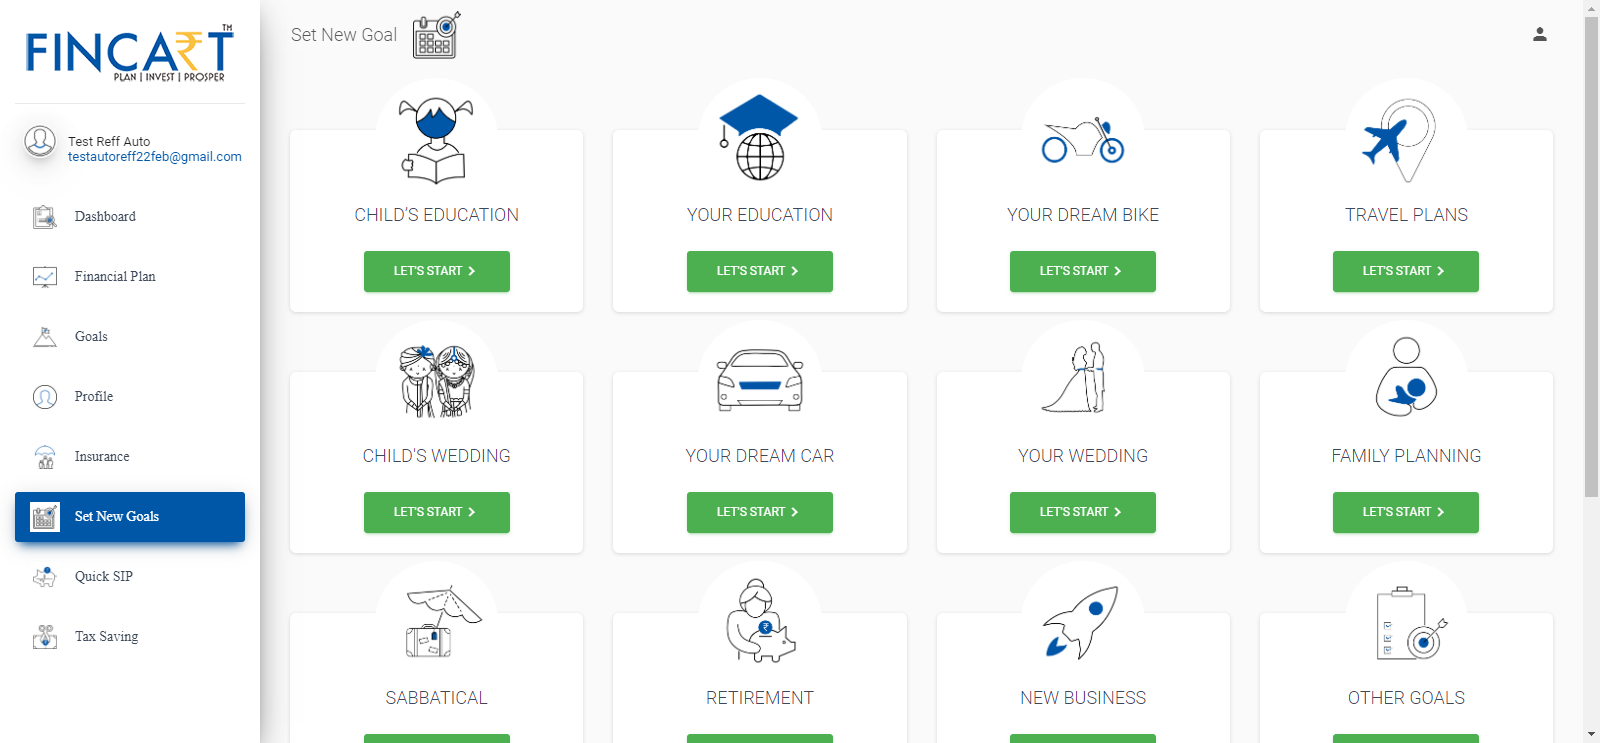 FINCART™
PLAN | INVEST | PROSPER
Test Reff Auto
testautoreff22feb@gmail.com
Dashboard
Financial Plan
Goals
Profile
Insurance
Set New Goals
Quick SIP
Tax Saving
Set New Goal
CHILD'S EDUCATION
LET'S START
YOUR EDUCATION
LET'S START
YOUR DREAM BIKE
LET'S START
TRAVEL PLANS
LET'S START
CHILD'S WEDDING
LET'S START
YOUR DREAM CAR
LET'S START
YOUR WEDDING
LET'S START
FAMILY PLANNING
LET'S START
SABBATICAL
₹
RETIREMENT
NEW BUSINESS
OTHER GOALS